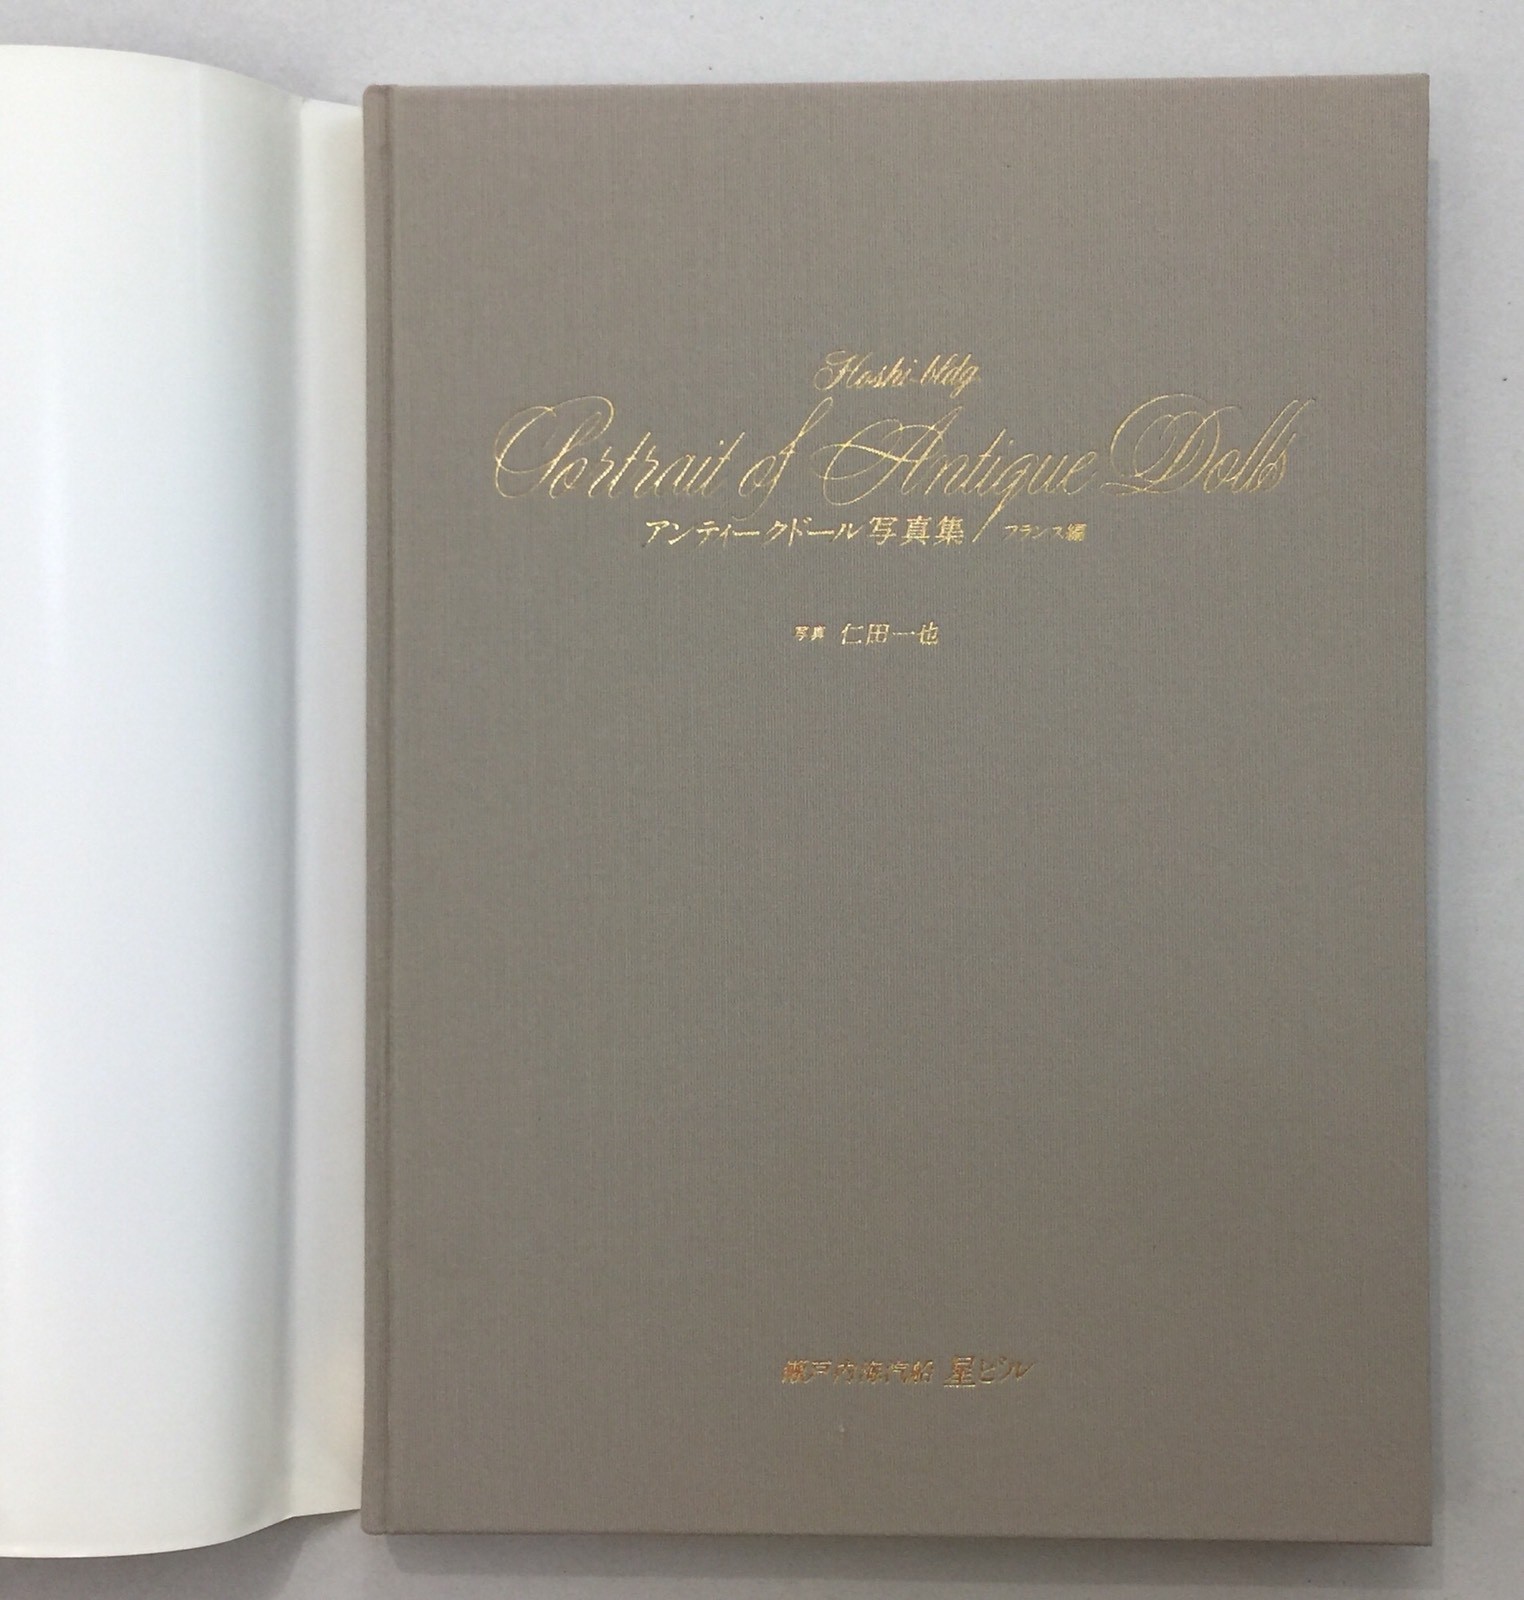 Hoshi-bldg.
Portrait of Antique Dolls
アンティークドール写真集/フランス編
写真 仁田一也
瀬戸内海汽船 星ビル